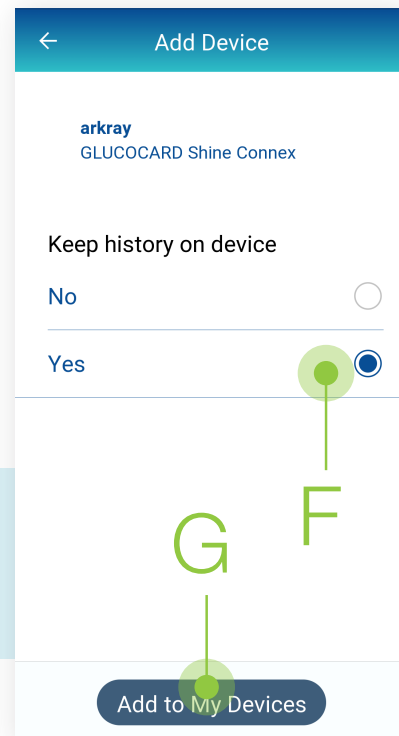 Add Device
arkray
GLUCOCARD Shine Connex
Keep history on device
No
Yes
F
G
Add to My Devices